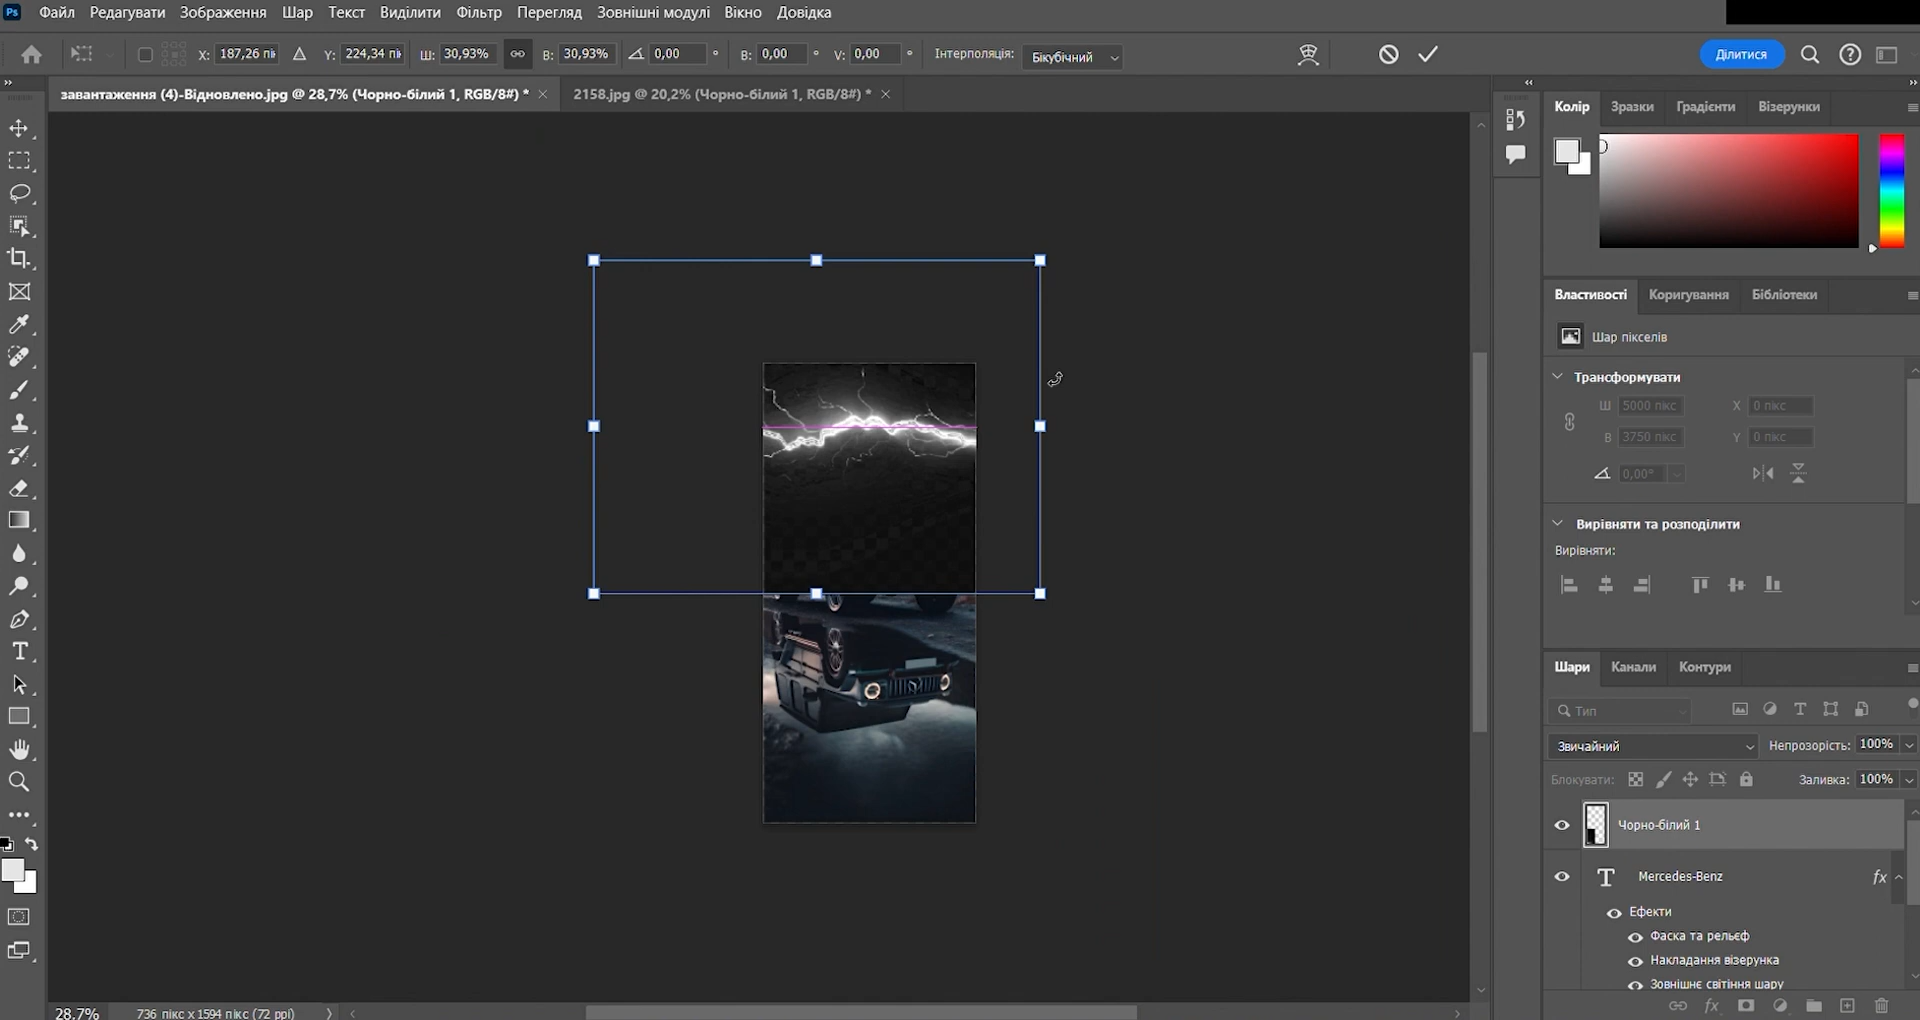 Ps Файл Редагувати Зображення Шар Текст Виділити Фільтр Перегляд Зовнішні модулі Вікно Довідка
X: 187,26 пік Y: 224,34 пік Ш: 30,93% В: 30,93% 0,00 ° В: 0,00 ° V: 0,00 ° Інтерполяція: Бікубічний Ділитися
завантаження (4)-Відновлено.jpg @ 28,7% (Чорно-білий 1, RGB/8#) * 2158.jpg @ 20,2% (Чорно-білий 1, RGB/8#) *
Колір Зразки Градієнти Візерунки
Властивості Коригування Бібліотеки
Шар пікселів
Трансформувати
Ш 5000 пікс X 0 пікс
В 3750 пікс Y 0 пікс
0,00°
Вирівняти та розподілити
Вирівняти:
Шари Канали Контури
Тип
Звичайний Непрозорість: 100%
Блокувати: Заливка: 100%
Чорно-білий 1
T Mercedes-Benz fx
Ефекти
Фаска та рельєф
Накладання візерунка
Зовнішнє світіння шару
28,7% 736 пікс x 1594 пікс (72 ppi)
fx